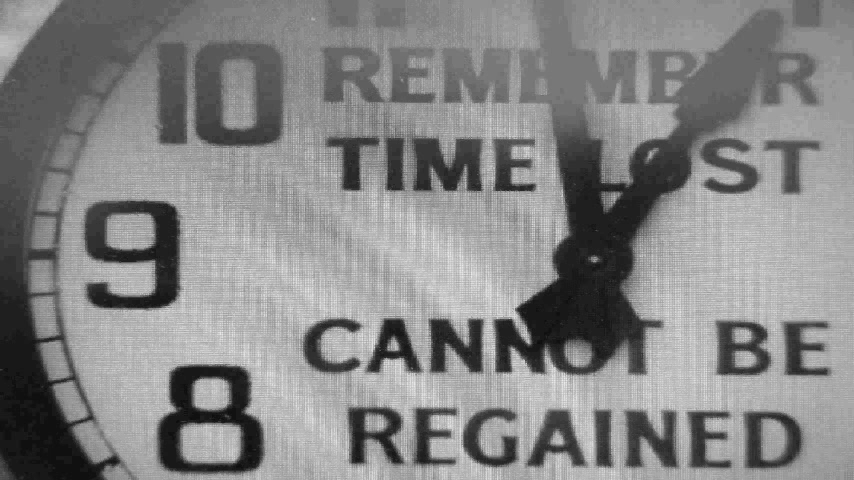 REMEMBER
10
TIME LOST
9
CANNOT BE
8
REGAINED